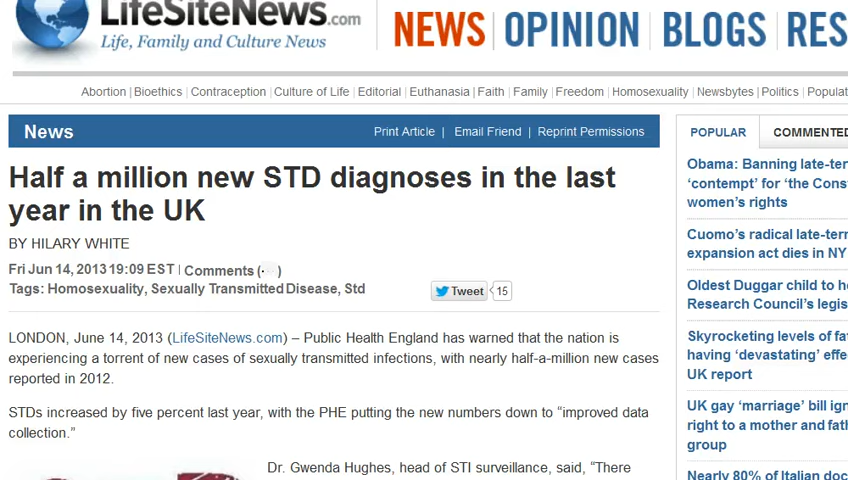 LifeSiteNews.com
Life, Family and Culture News
NEWS OPINION BLOGS RES
Abortion | Bioethics | Contraception | Culture of Life | Editorial | Euthanasia | Faith | Family | Freedom | Homosexuality | Newsbytes | Politics | Populat
News
Print Article | Email Friend | Reprint Permissions
Half a million new STD diagnoses in the last
year in the UK
BY HILARY WHITE
Fri Jun 14, 2013 19:09 EST | Comments ( )
Tags: Homosexuality, Sexually Transmitted Disease, Std
Tweet 15
LONDON, June 14, 2013 (LifeSiteNews.com) – Public Health England has warned that the nation is
experiencing a torrent of new cases of sexually transmitted infections, with nearly half-a-million new cases
reported in 2012.
STDs increased by five percent last year, with the PHE putting the new numbers down to “improved data
collection.”
Dr. Gwenda Hughes, head of STI surveillance, said, “There
POPULAR COMMENTED
Obama: Banning late-ter
‘contempt’ for ‘the Cons
women’s rights
Cuomo’s radical late-term
expansion act dies in NY
Oldest Duggar child to he
Research Council’s legis
Skyrocketing levels of fat
having ‘devastating’ effe
UK report
UK gay ‘marriage’ bill ign
right to a mother and fath
group
Nearly 80% of Italian doc